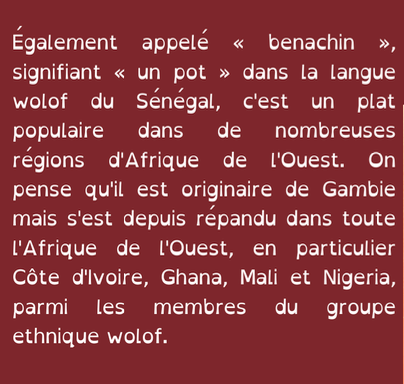 Également appelé « benachin »,
signifiant « un pot » dans la langue
wolof du Sénégal, c'est un plat
populaire dans de nombreuses
régions d'Afrique de l'Ouest. On
pense qu'il est originaire de Gambie
mais s'est depuis répandu dans toute
l'Afrique de l'Ouest, en particulier
Côte d'Ivoire, Ghana, Mali et Nigeria,
parmi les membres du groupe
ethnique wolof.